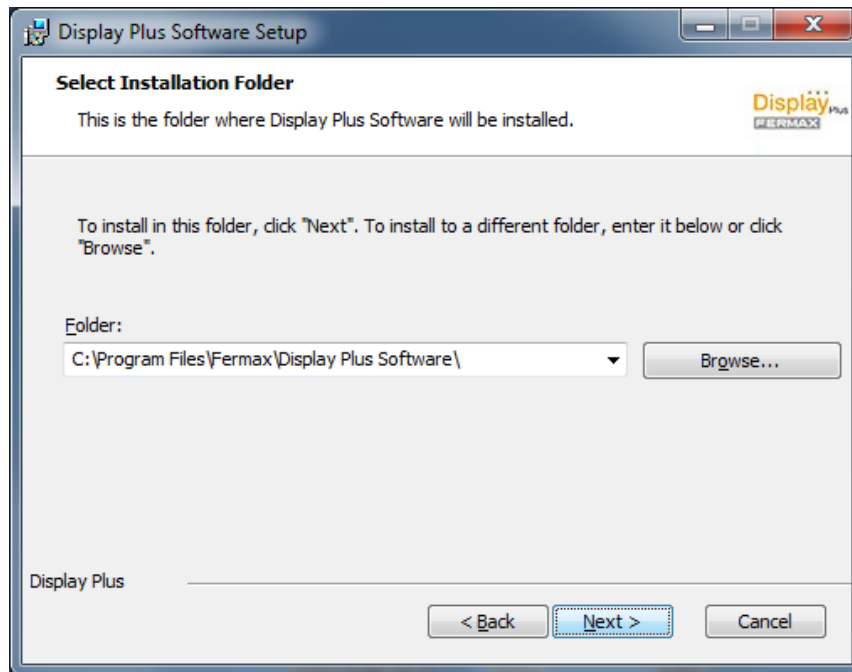 Display Plus Software Setup
Select Installation Folder
This is the folder where Display Plus Software will be installed.
Display Plus
FERMAX
To install in this folder, click "Next". To install to a different folder, enter it below or click
"Browse".
Folder:
C:\Program Files\Fermax\Display Plus Software\
Browse...
Display Plus
< Back
Next >
Cancel